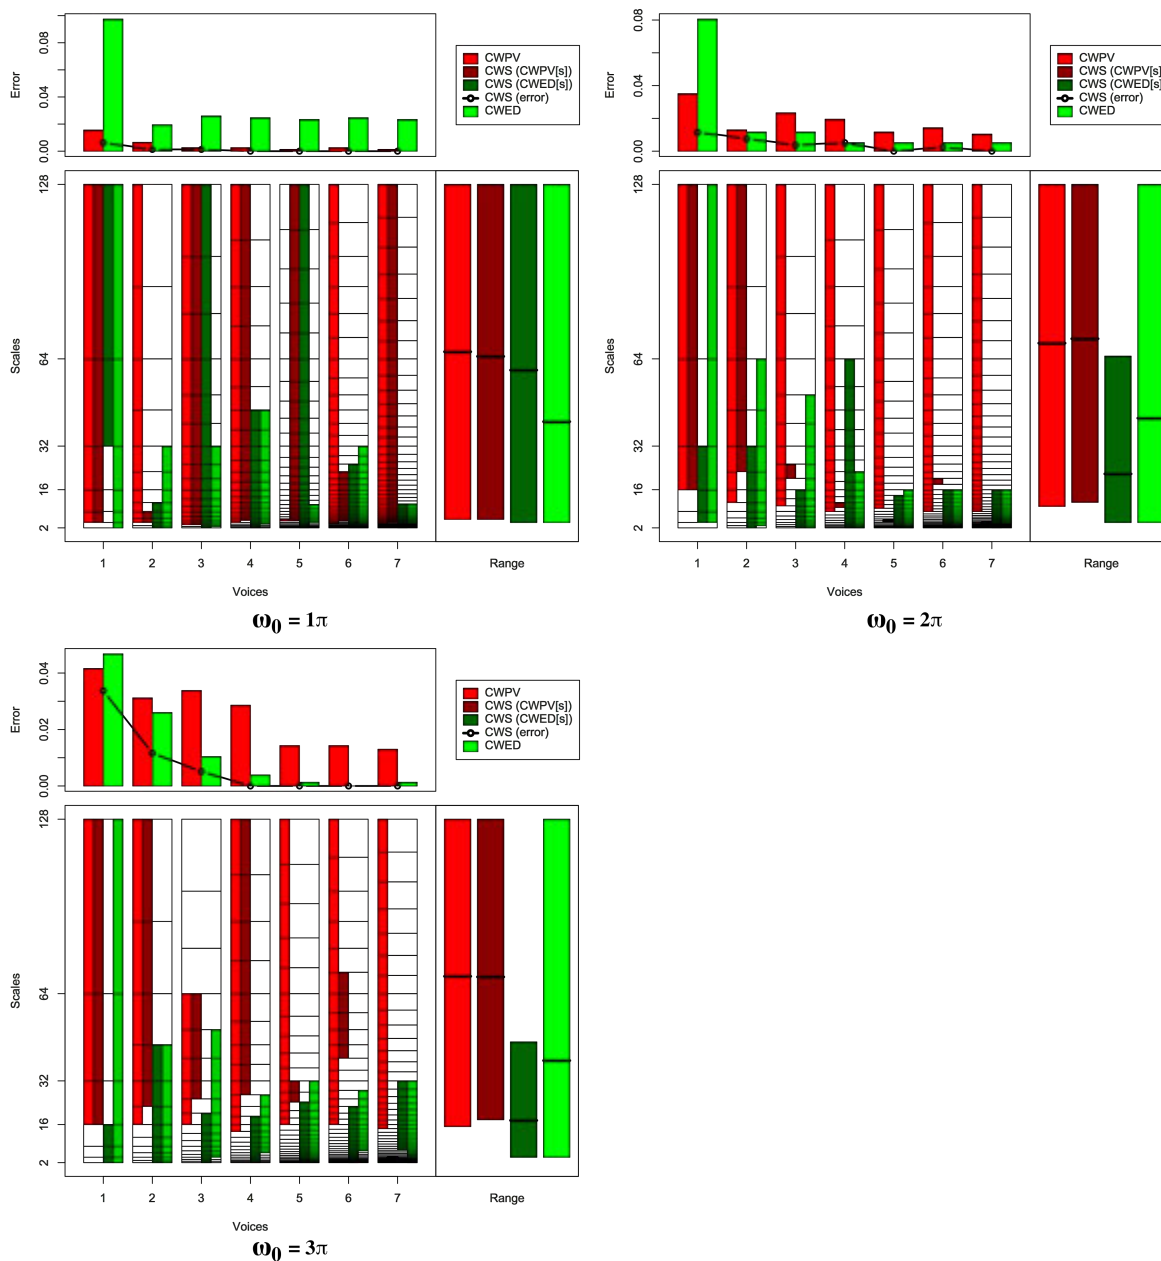 Error
0.00
0.04
0.08
CWPV
CWS (CWPV[s])
CWS (CWED[s])
CWS (error)
CWED
Scales
128
64
32
16
2
1 2 3 4 5 6 7
Range
Voices
ω0 = 1π
Error
0.00
0.04
0.08
CWPV
CWS (CWPV[s])
CWS (CWED[s])
CWS (error)
CWED
Scales
128
64
32
16
2
1 2 3 4 5 6 7
Range
Voices
ω0 = 2π
Error
0.00
0.02
0.04
CWPV
CWS (CWPV[s])
CWS (CWED[s])
CWS (error)
CWED
Scales
128
64
32
16
2
1 2 3 4 5 6 7
Range
Voices
ω0 = 3π